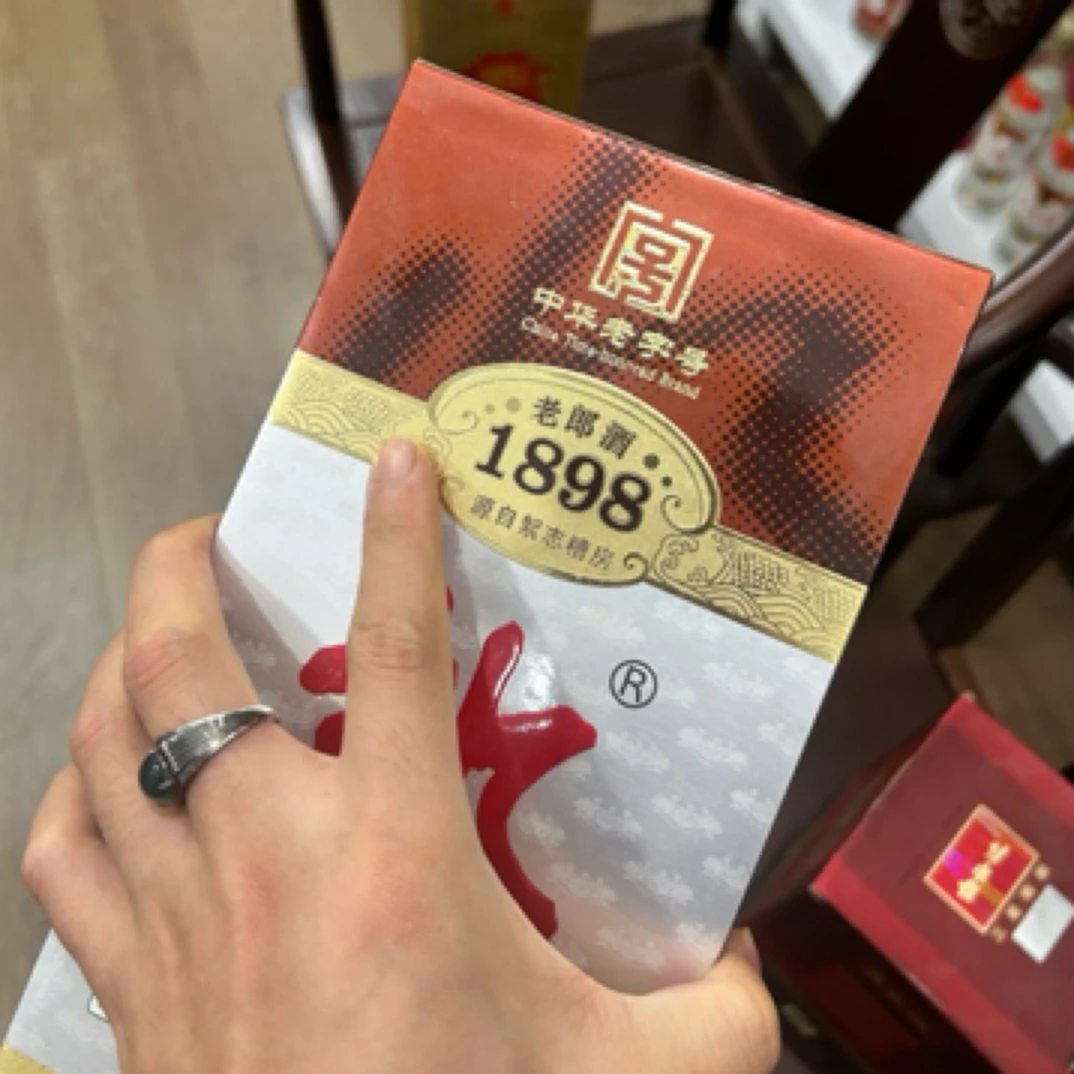 中华老字号
China Time-honored Brand
老郎酒
1898
源自絮志糟房
®